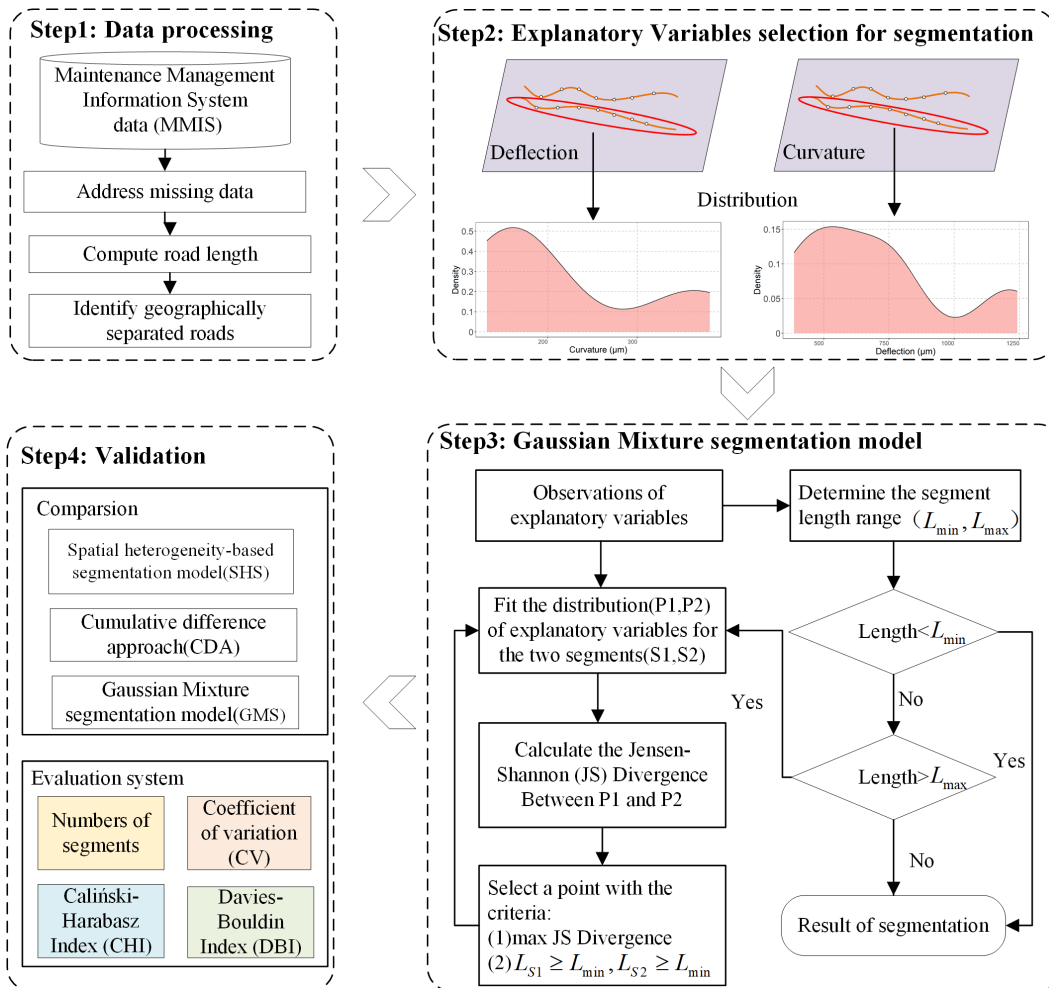 Step1: Data processing
Maintenance Management
Information System
data (MMIS)
Address missing data
Compute road length
Identify geographically
separated roads
Step2: Explanatory Variables selection for segmentation
Deflection
Curvature
Distribution
0.5
0.4
0.3
0.2
0.1
0
Density
200
300
Curvature (μm)
0.15
0.10
0.05
0
Density
500
750
1000
1250
Deflection (μm)
Step3: Gaussian Mixture segmentation model
Observations of
explanatory variables
Determine the segment
length range (L_min, L_max)
Fit the distribution(P1,P2)
of explanatory variables for
the two segments(S1,S2)
Length<L_min
Yes
No
Calculate the Jensen-
Shannon (JS) Divergence
Between P1 and P2
Length>L_max
Yes
No
Select a point with the
criteria:
(1)max JS Divergence
(2) L_S1 ≥ L_min, L_S2 ≥ L_min
Result of segmentation
Step4: Validation
Comparsion
Spatial heterogeneity-based
segmentation model(SHS)
Cumulative difference
approach(CDA)
Gaussian Mixture
segmentation model(GMS)
Evaluation system
Numbers of
segments
Coefficient
of variation
(CV)
Caliński-
Harabasz
Index (CHI)
Davies-
Bouldin
Index (DBI)